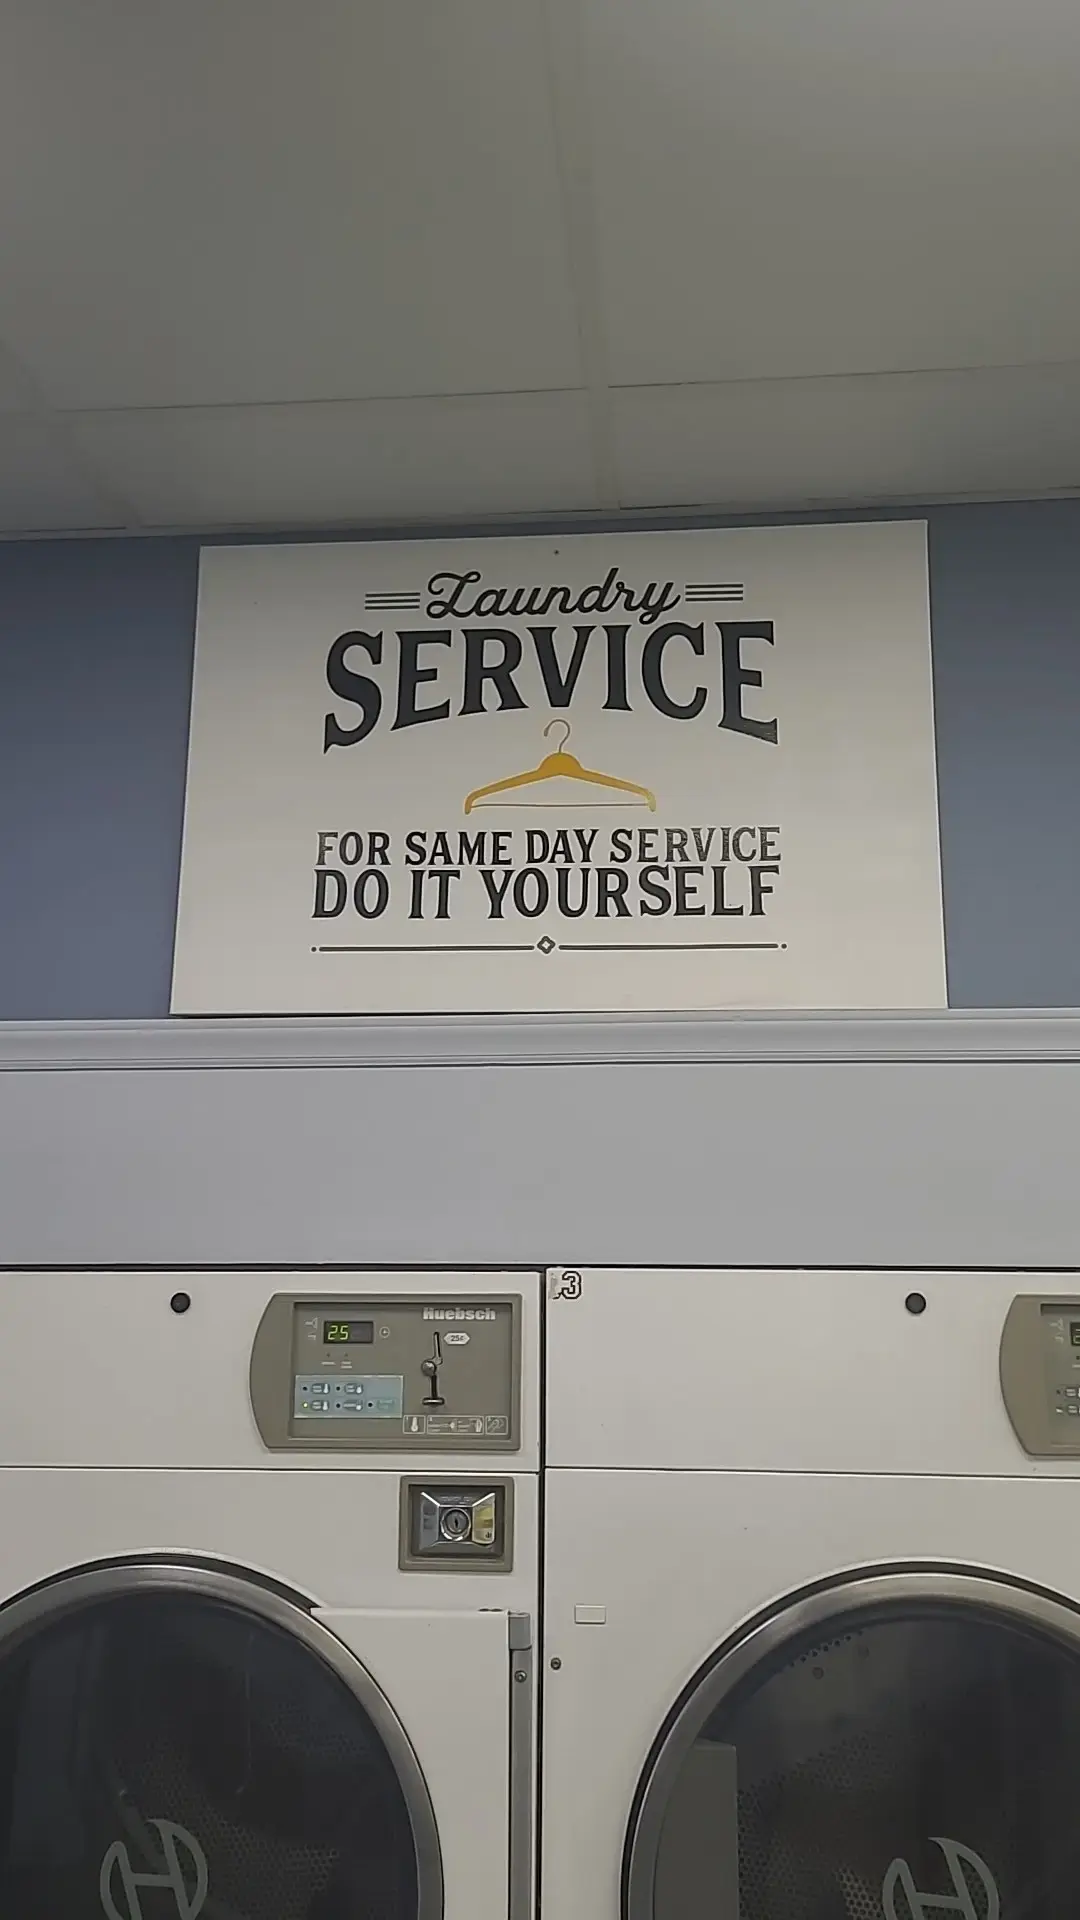 Laundry
SERVICE
FOR SAME DAY SERVICE
DO IT YOURSELF
3
Huebsch
25
25¢
H
H